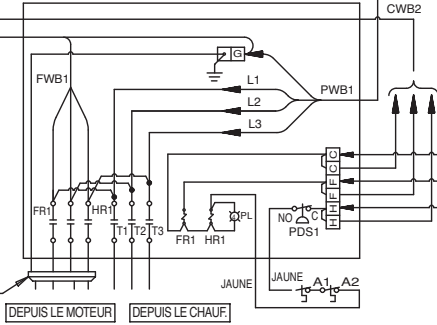 CWB2
G
FWB1
L1
PWB1
L2
L3
C
C
F
F
H
H
FR1
HR1
T1
T2
T3
PL
FR1
HR1
NO
C
PDS1
JAUNE
JAUNE
A1
A2
DEPUIS LE MOTEUR
DEPUIS LE CHAUF.